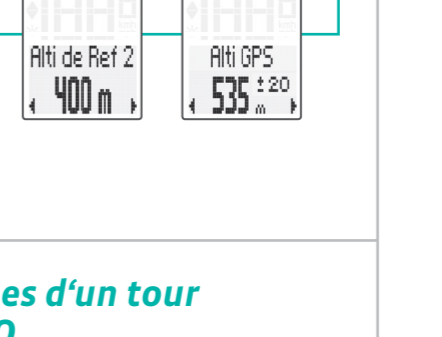 Alti de Ref 2
400 m
Alti GPS
535 ± 20
m
es d'un tour